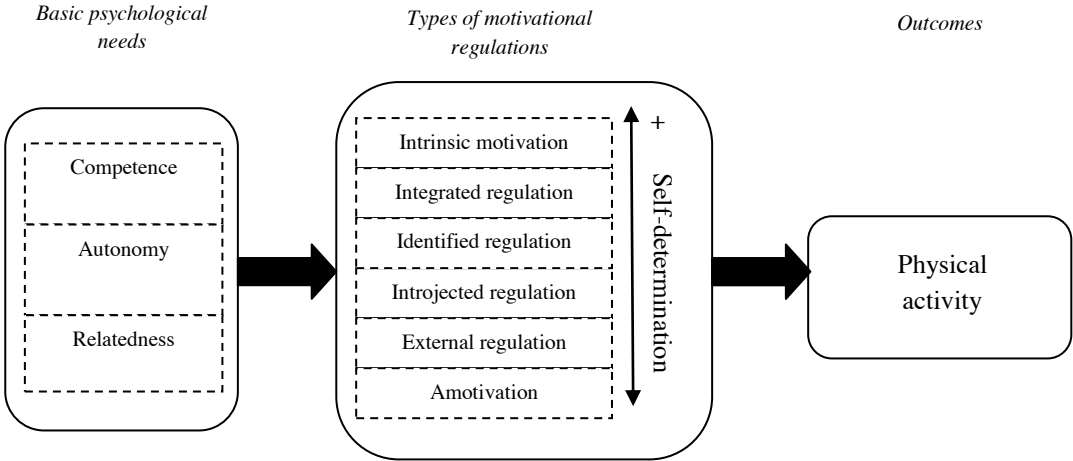 Basic psychological
needs
Types of motivational
regulations
Outcomes
Competence
Autonomy
Relatedness
Intrinsic motivation
Integrated regulation
Identified regulation
Introjected regulation
External regulation
Amotivation
+
Self-determination
Physical
activity